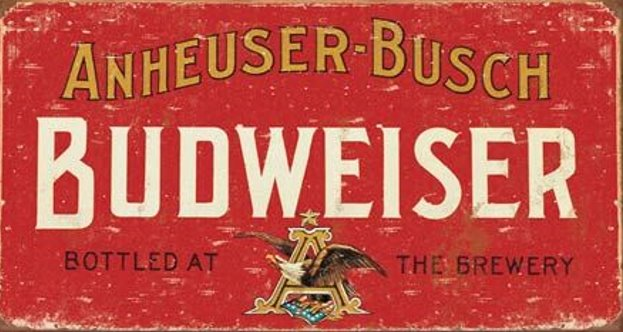 ANHEUSER-BUSCH
BUDWEISER
BOTTLED AT THE BREWERY
A